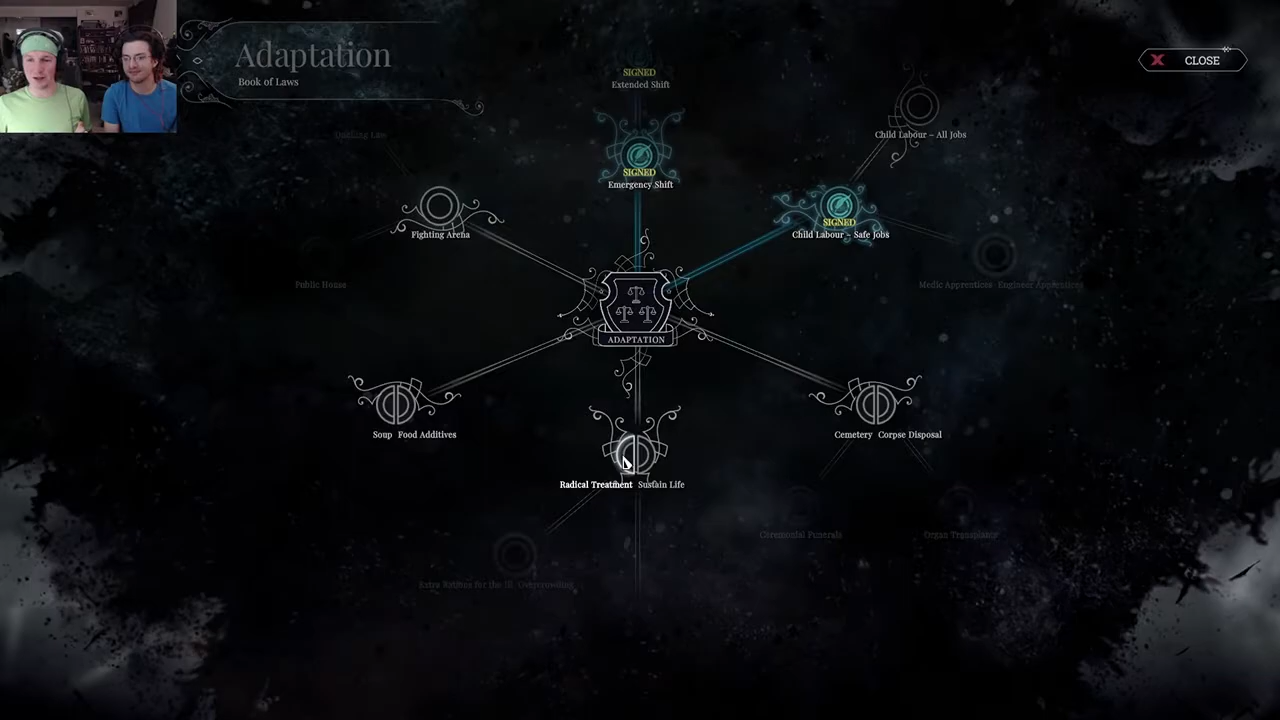 Adaptation
Book of Laws
CLOSE
SIGNED
Extended Shift
Child Labour – All Jobs
SIGNED
Emergency Shift
SIGNED
Child Labour – Safe Jobs
Fighting Arena
Public House
Medic Apprentices Engineer Apprentices
ADAPTATION
Soup Food Additives
Cemetery Corpse Disposal
Radical Treatment Sustain Life
Ceremonial Funerals
Organ Transplants
Extra Rations for the Ill Overcrowding